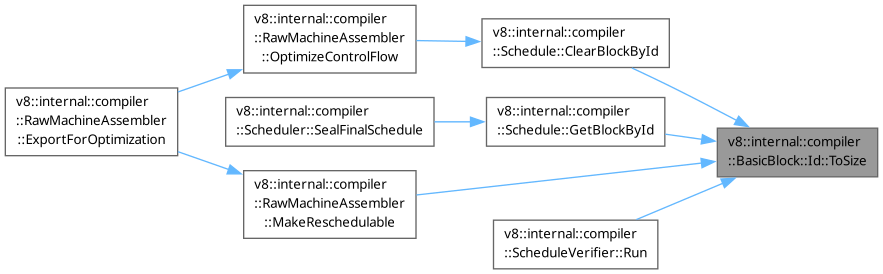 v8::internal::compiler
::RawMachineAssembler
::ExportForOptimization
v8::internal::compiler
::RawMachineAssembler
::OptimizeControlFlow
v8::internal::compiler
::Scheduler::SealFinalSchedule
v8::internal::compiler
::RawMachineAssembler
::MakeReschedulable
v8::internal::compiler
::Schedule::ClearBlockById
v8::internal::compiler
::Schedule::GetBlockById
v8::internal::compiler
::ScheduleVerifier::Run
v8::internal::compiler
::BasicBlock::Id::ToSize